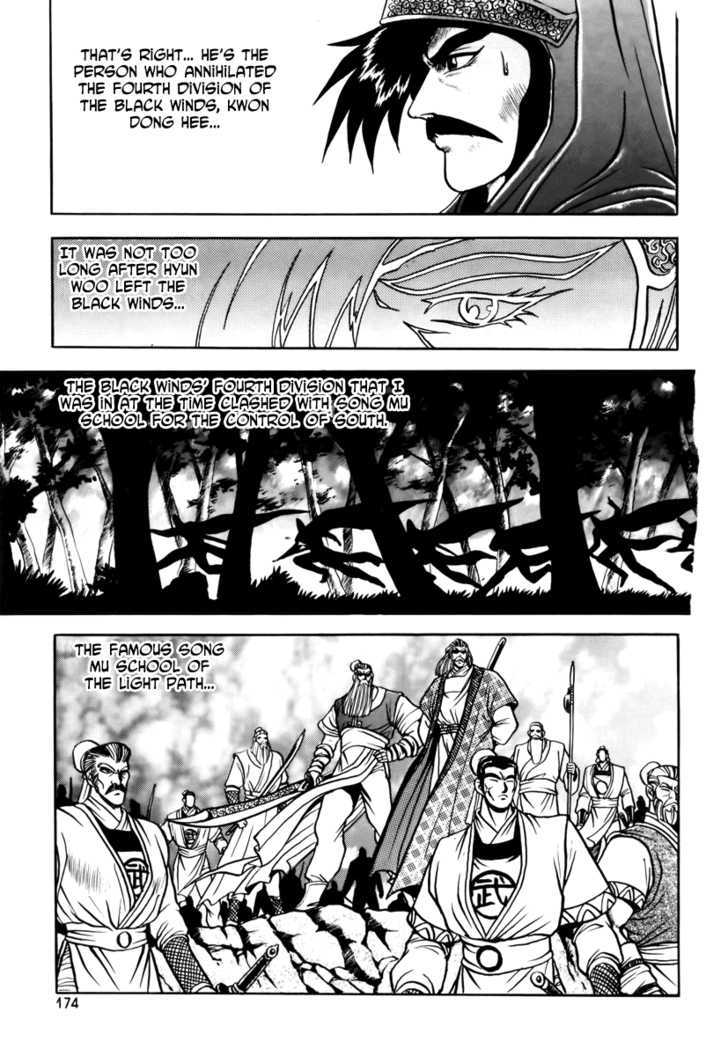 THAT'S RIGHT... HE'S THE
PERSON WHO ANNIHILATED
THE FOURTH DIVISION OF
THE BLACK WINDS, KWON
DONG HEE...
IT WAS NOT TOO
LONG AFTER HYUN
WOO LEFT THE
BLACK WINDS...
THE BLACK WINDS' FOURTH DIVISION THAT I
WAS IN AT THE TIME CLASHED WITH SONG MU
SCHOOL FOR THE CONTROL OF SOUTH.
THE FAMOUS SONG
MU SCHOOL OF
THE LIGHT PATH...
武
武
174